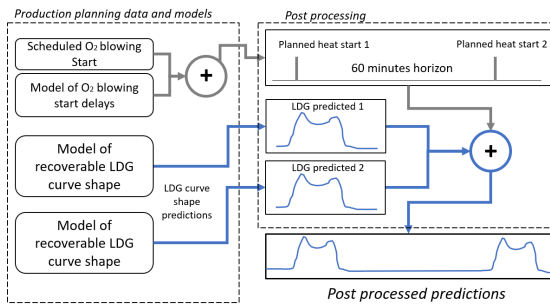 Production planning data and models
Scheduled O2 blowing
Start
Model of O2 blowing
start delays
+
Model of
recoverable LDG
curve shape
LDG curve
shape
predictions
Model of
recoverable LDG
curve shape
Post processing
Planned heat start 1
Planned heat start 2
60 minutes horizon
LDG predicted 1
LDG predicted 2
+
Post processed predictions